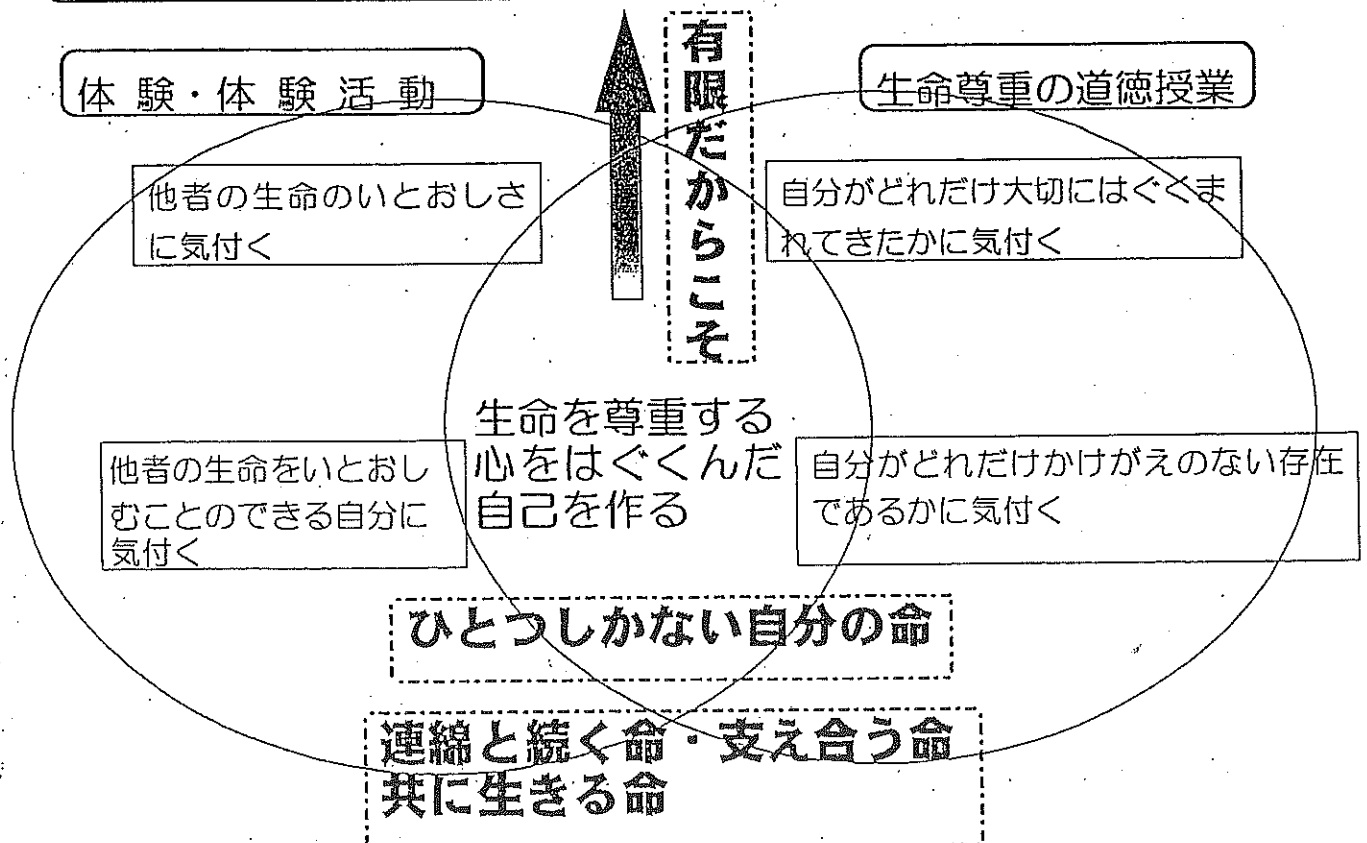 体験・体験活動
有限だからこそ
生命尊重の道徳授業
他者の生命のいとおしさ
に気付く
自分がどれだけ大切にはぐくま
れてきたかに気付く
生命を尊重する
心をはぐくんだ
自己を作る
他者の生命をいとおし
むことのできる自分に
気付く
自分がどれだけかけがえのない存在
であるかに気付く
ひとつしかない自分の命
連綿と続く命・支え合う命
共に生きる命